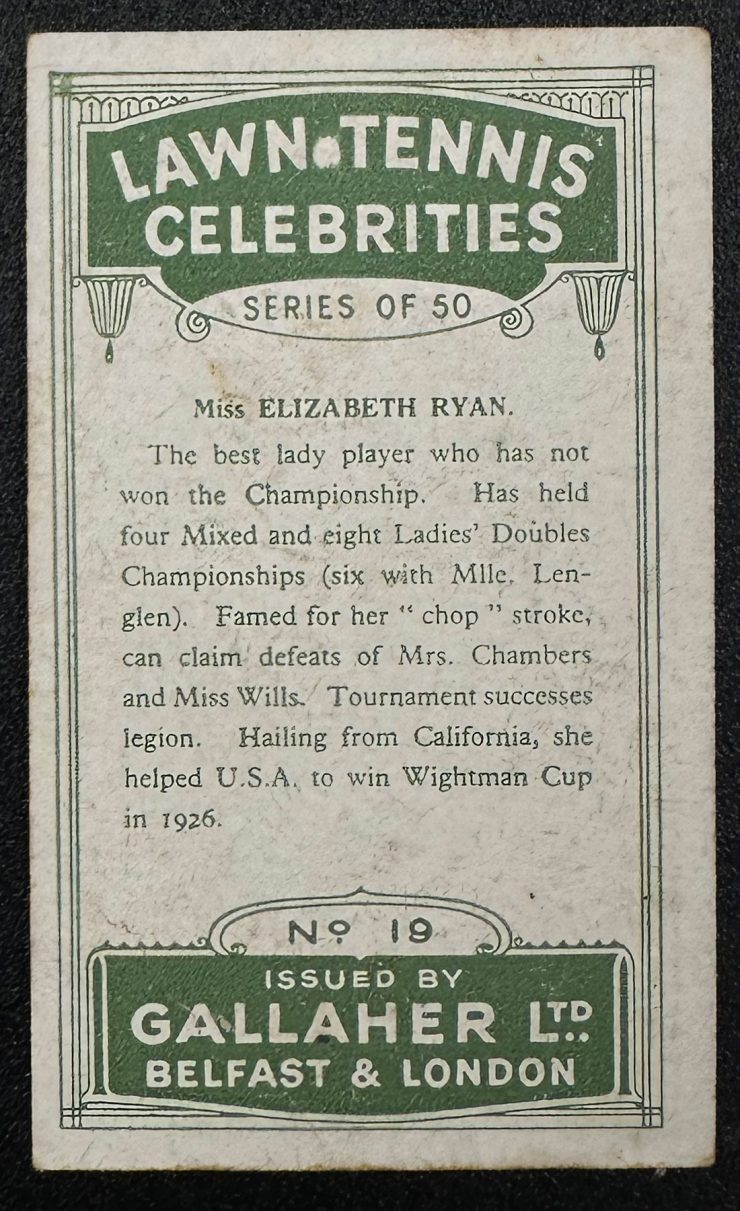 LAWN TENNIS
CELEBRITIES
SERIES OF 50
Miss ELIZABETH RYAN.
The best lady player who has not
won the Championship. Has held
four Mixed and eight Ladies' Doubles
Championships (six with Mlle. Len-
glen). Famed for her “ chop ” stroke,
can claim defeats of Mrs. Chambers
and Miss Wills. Tournament successes
legion. Hailing from California, she
helped U.S.A. to win Wightman Cup
in 1926.
Nº 19
ISSUED BY
GALLAHER LTD
BELFAST & LONDON